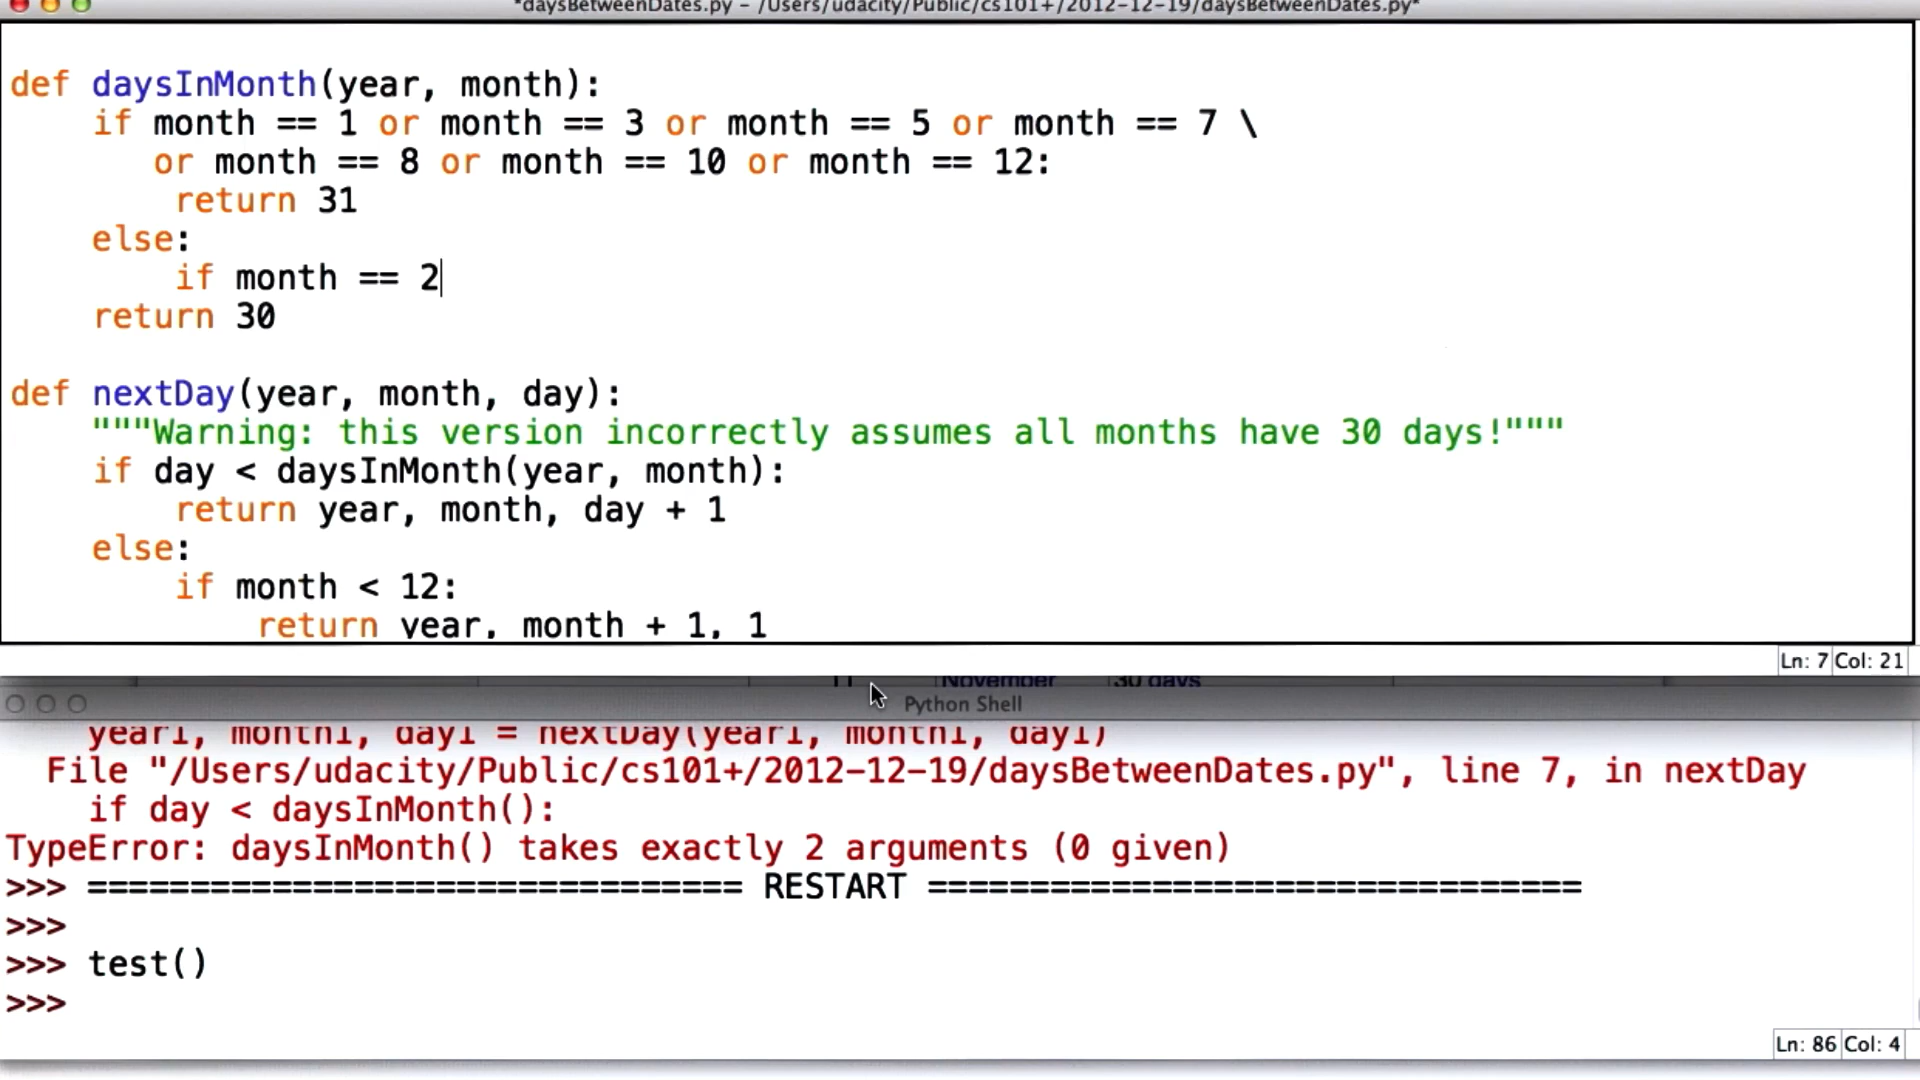 *daysBetweenDates.py - /Users/udacity/Public/cs101+/2012-12-19/daysBetweenDates.py*
def daysInMonth(year, month):
    if month == 1 or month == 3 or month == 5 or month == 7 \
       or month == 8 or month == 10 or month == 12:
        return 31
    else:
        if month == 2
    return 30
def nextDay(year, month, day):
    """Warning: this version incorrectly assumes all months have 30 days!"""
    if day < daysInMonth(year, month):
        return year, month, day + 1
    else:
        if month < 12:
            return year, month + 1, 1
Ln: 7 Col: 21
11 November 30 days
Python Shell
    year1, month1, day1 = nextDay(year1, month1, day1)
  File "/Users/udacity/Public/cs101+/2012-12-19/daysBetweenDates.py", line 7, in nextDay
    if day < daysInMonth():
TypeError: daysInMonth() takes exactly 2 arguments (0 given)
>>> ================================ RESTART ================================
>>>
>>> test()
>>>
Ln: 86 Col: 4